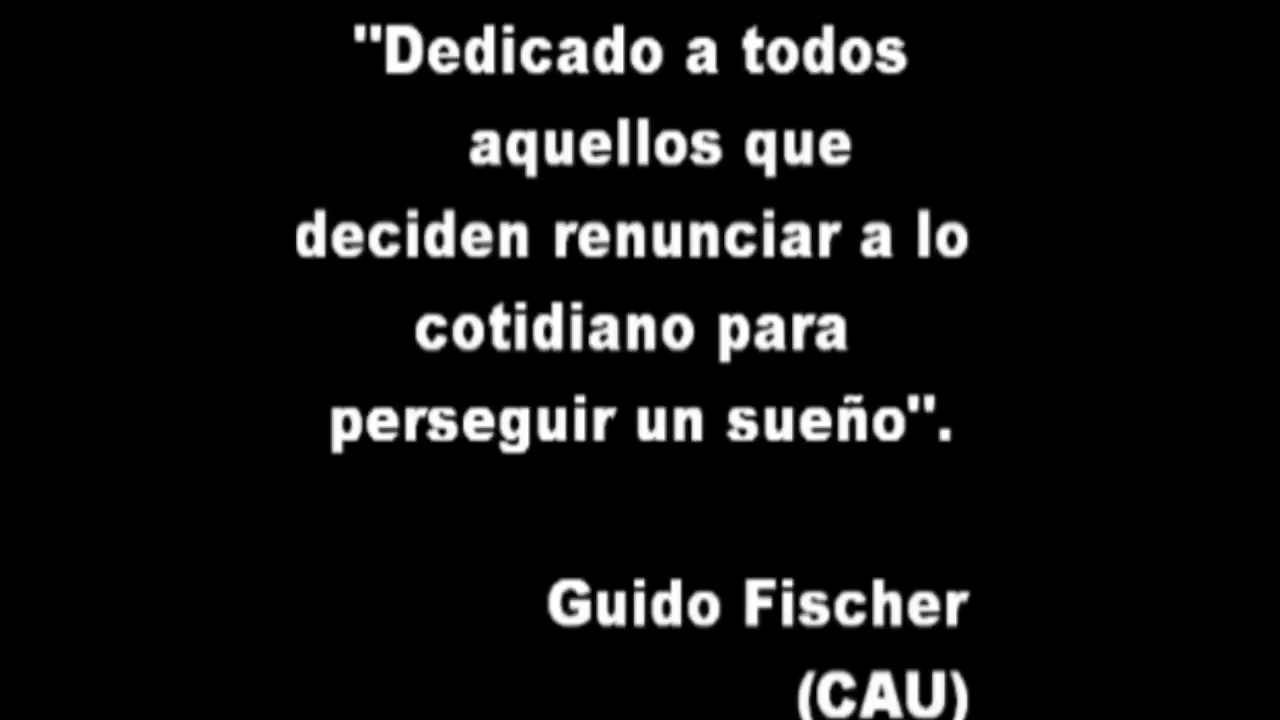 "Dedicado a todos
aquellos que
deciden renunciar a lo
cotidiano para
perseguir un sueño".
Guido Fischer
(CAU)